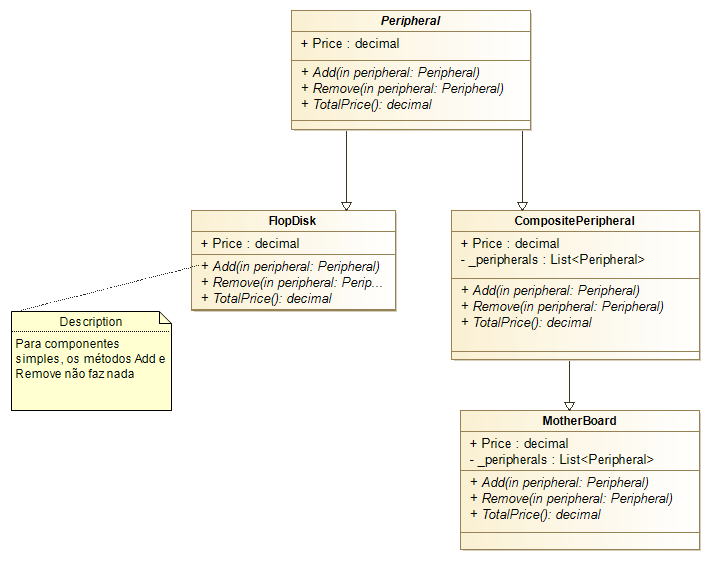 Peripheral
+ Price : decimal
+ Add(in peripheral: Peripheral)
+ Remove(in peripheral: Peripheral)
+ TotalPrice(): decimal
FlopDisk
+ Price : decimal
+ Add(in peripheral: Peripheral)
+ Remove(in peripheral: Perip...
+ TotalPrice(): decimal
CompositePeripheral
+ Price : decimal
- _peripherals : List<Peripheral>
+ Add(in peripheral: Peripheral)
+ Remove(in peripheral: Peripheral)
+ TotalPrice(): decimal
Description
Para componentes
simples, os métodos Add e
Remove não faz nada
MotherBoard
+ Price : decimal
- _peripherals : List<Peripheral>
+ Add(in peripheral: Peripheral)
+ Remove(in peripheral: Peripheral)
+ TotalPrice(): decimal